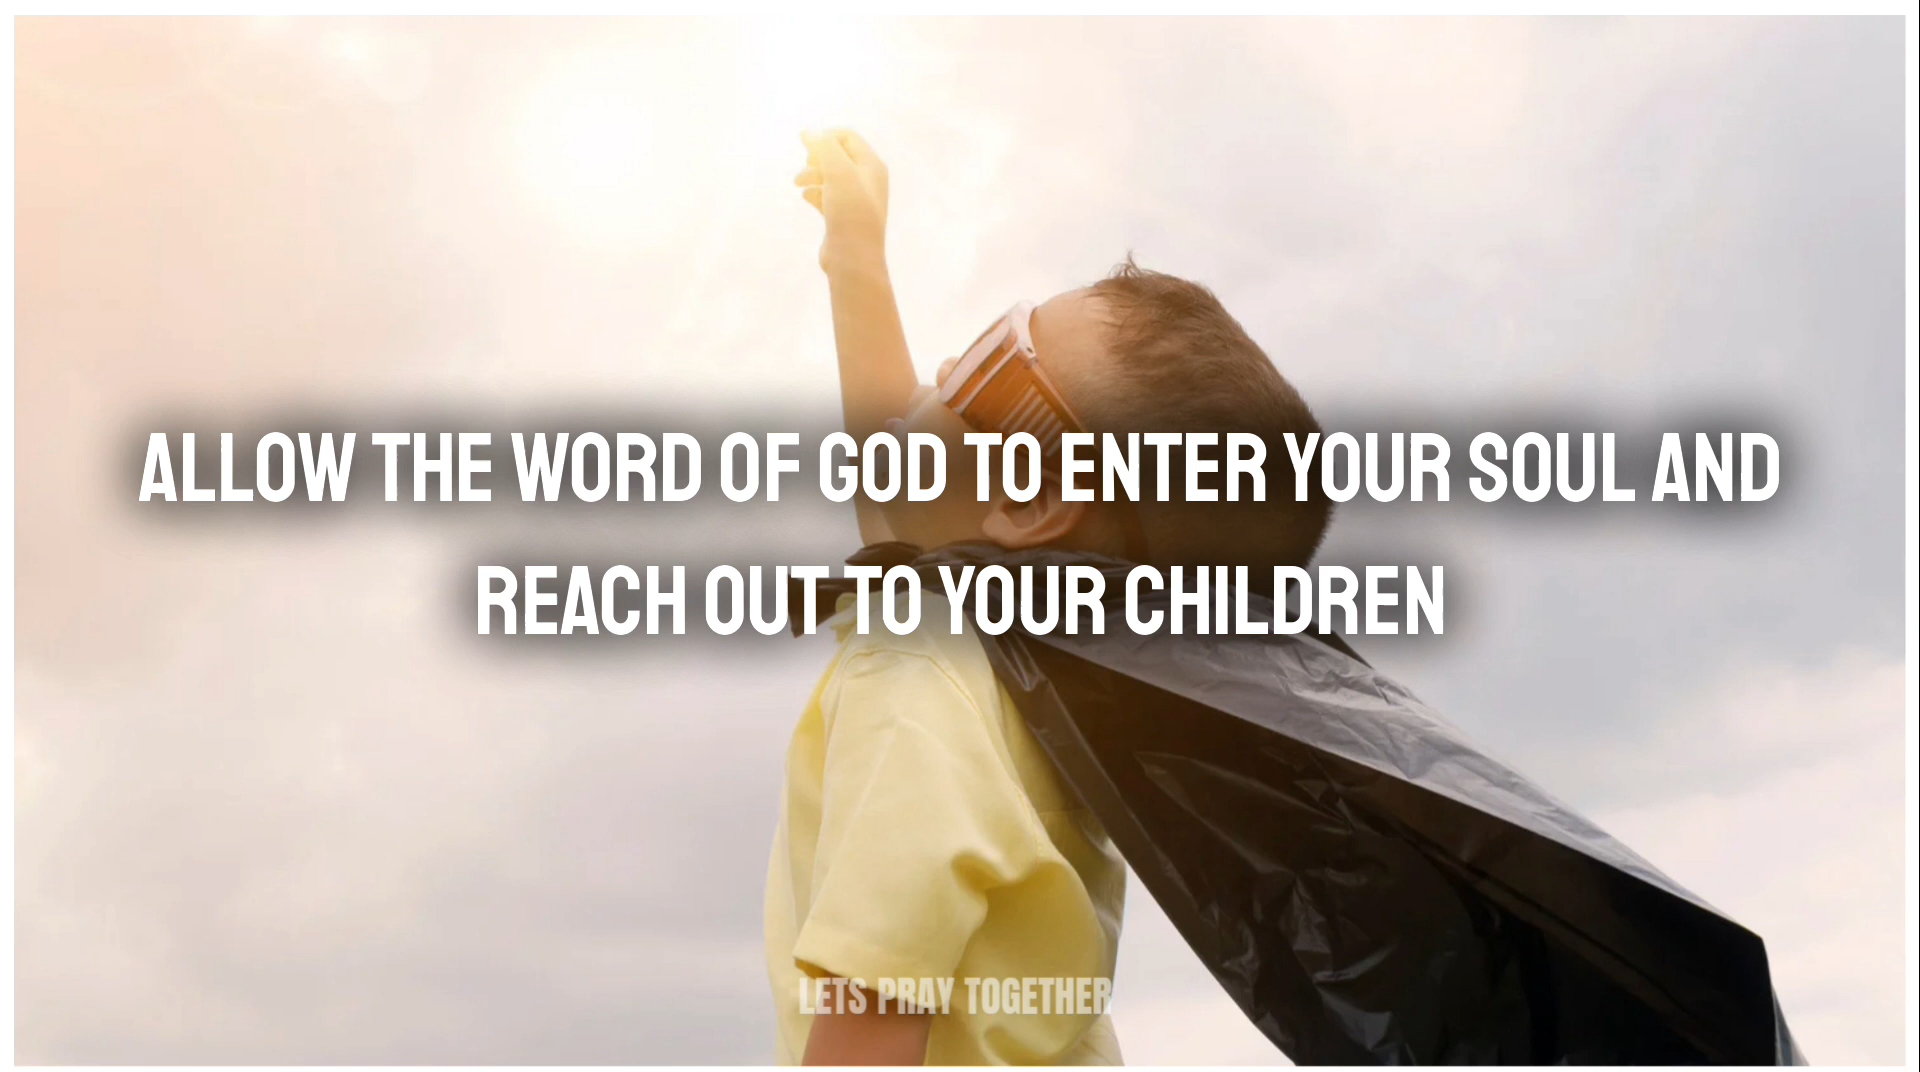 ALLOW THE WORD OF GOD TO ENTER YOUR SOUL AND
REACH OUT TO YOUR CHILDREN
LETS PRAY TOGETHER